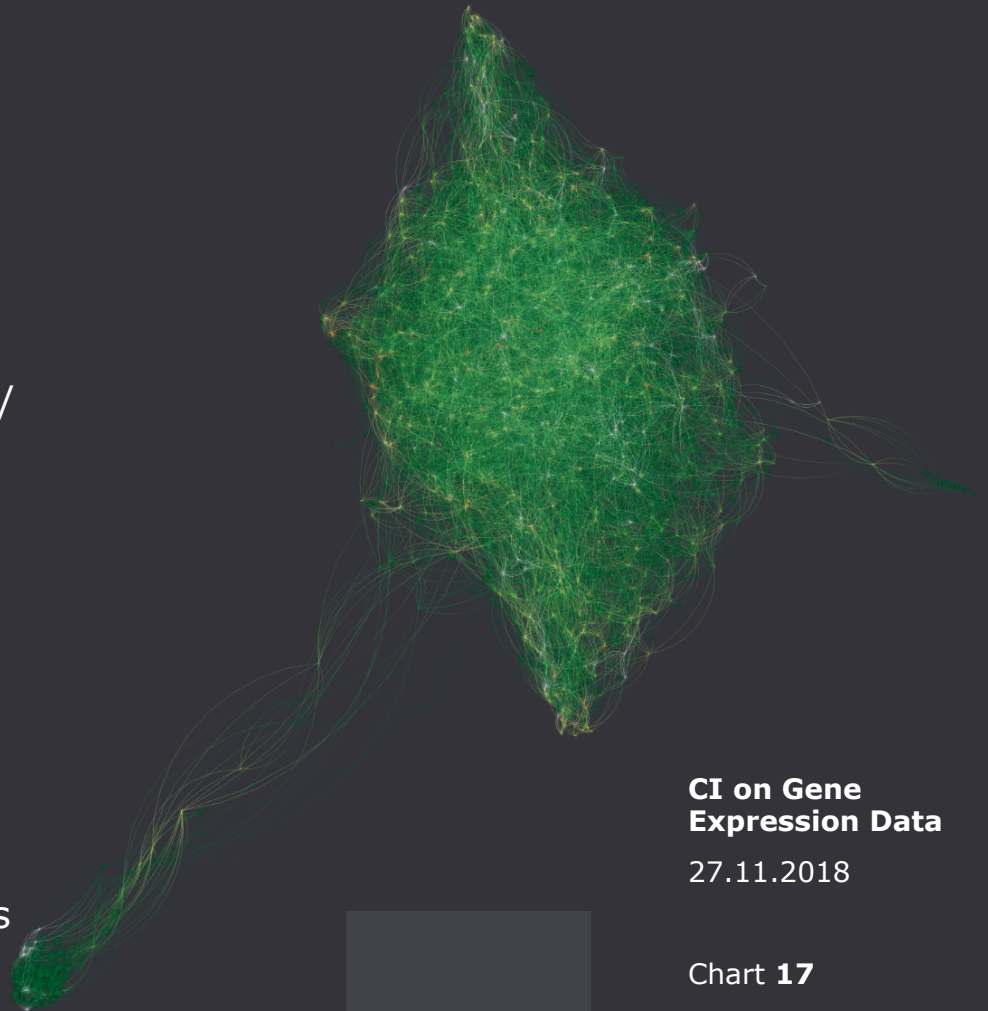 /
s
CI on Gene
Expression Data
27.11.2018
Chart 17